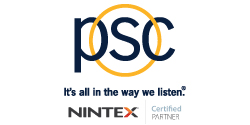 psc
It's all in the way we listen.®
NINTEX Certified
PARTNER